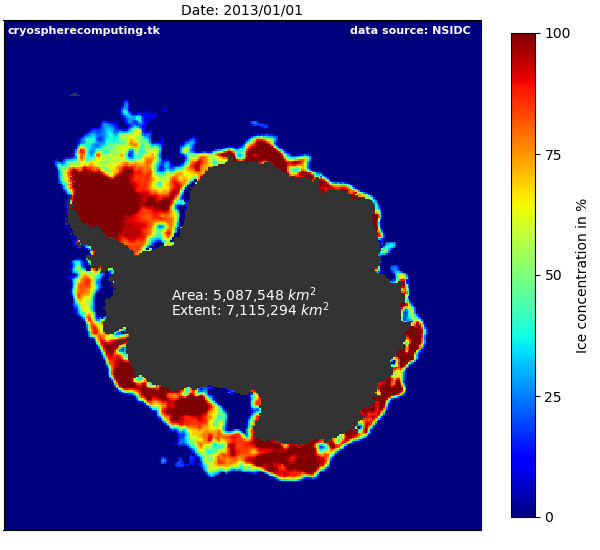 Date: 2013/01/01
cryospherecomputing.tk
data source: NSIDC
100
75
50
25
0
Ice concentration in %
Area: 5,087,548 km²
Extent: 7,115,294 km²